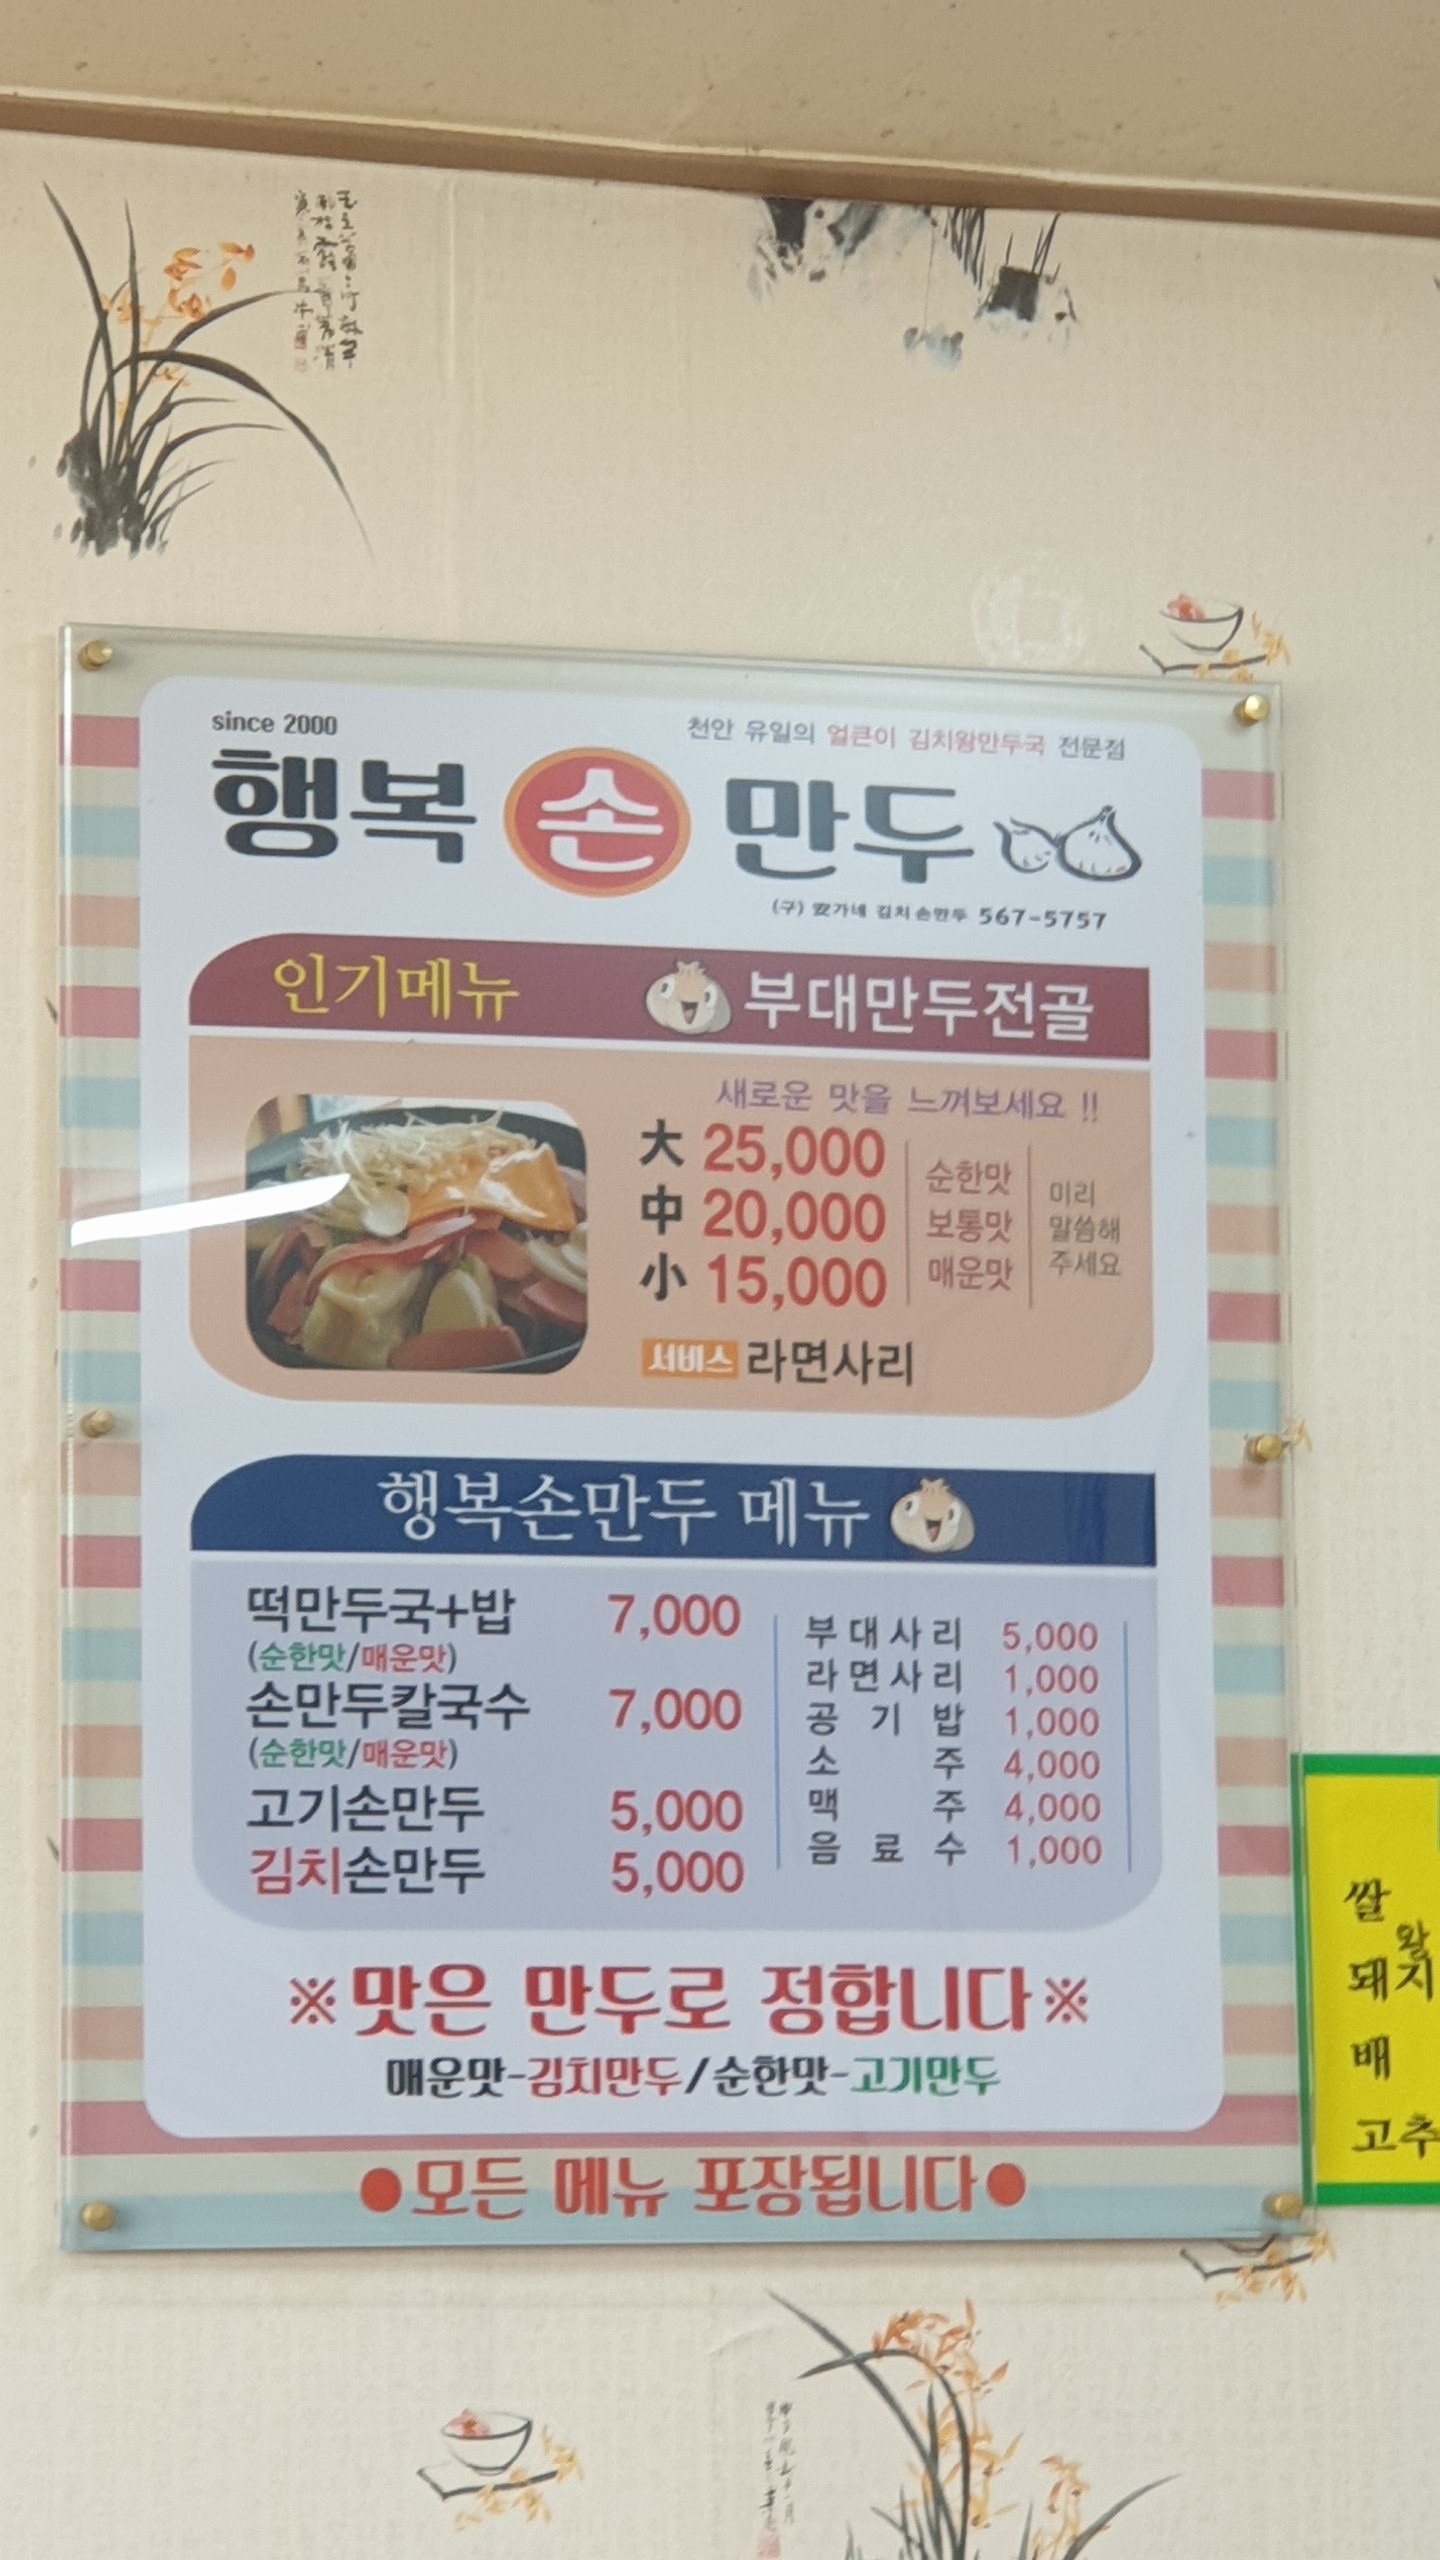 since 2000
천안 유일의 얼큰이 김치왕만두국 전문점
행복 손 만두
(구) 安가네 김치손만두 567-5757
인기메뉴 부대만두전골
새로운 맛을 느껴보세요 !!
大 25,000
中 20,000
小 15,000
순한맛
보통맛
매운맛
미리
말씀해
주세요
서비스 라면사리
행복손만두 메뉴
떡만두국+밥 7,000
(순한맛/매운맛)
손만두칼국수 7,000
(순한맛/매운맛)
고기손만두 5,000
김치손만두 5,000
부대사리 5,000
라면사리 1,000
공기밥 1,000
소주 4,000
맥주 4,000
음료수 1,000
※맛은 만두로 정합니다※
매운맛-김치만두/순한맛-고기만두
●모든 메뉴 포장됩니다●
쌀
왕
돼지
배
고추